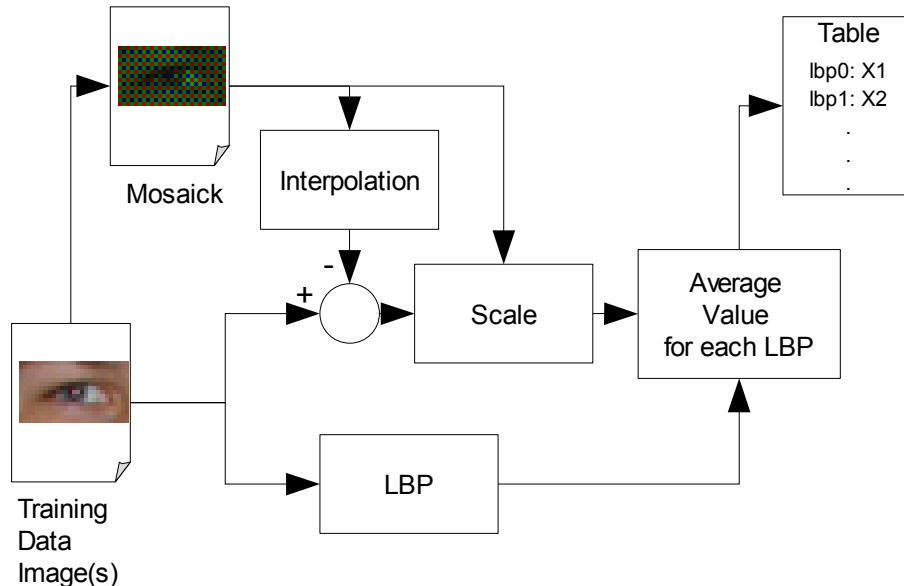 Table
lbp0: X1
lbp1: X2
.
.
.
Mosaick
Interpolation
-
+
Scale
Average
Value
for each LBP
LBP
Training
Data
Image(s)